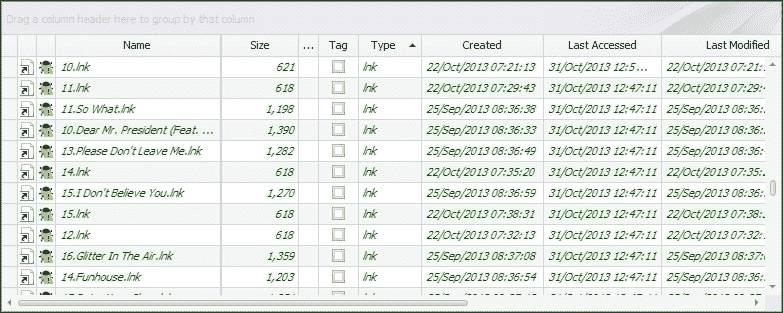 Drag a column header here to group by that column
Name Size ... Tag Type Created Last Accessed Last Modified
10.lnk 621 lnk 22/Oct/2013 07:21:13 31/Oct/2013 12:5... 22/Oct/2013 07:21:
11.lnk 618 lnk 22/Oct/2013 07:29:43 31/Oct/2013 12:47:11 22/Oct/2013 07:29:4
11.So What.lnk 1,198 lnk 25/Sep/2013 08:36:38 31/Oct/2013 12:47:11 25/Sep/2013 08:36:
10.Dear Mr. President (Feat. ... 1,390 lnk 25/Sep/2013 08:36:33 31/Oct/2013 12:47:11 25/Sep/2013 08:36:
13.Please Don't Leave Me.lnk 1,282 lnk 25/Sep/2013 08:36:49 31/Oct/2013 12:47:11 25/Sep/2013 08:36:
14.lnk 618 lnk 22/Oct/2013 07:35:20 31/Oct/2013 12:47:11 22/Oct/2013 07:35:
15.I Don't Believe You.lnk 1,270 lnk 25/Sep/2013 08:36:59 31/Oct/2013 12:47:11 25/Sep/2013 08:36:
15.lnk 618 lnk 22/Oct/2013 07:38:31 31/Oct/2013 12:47:11 22/Oct/2013 07:38:
12.lnk 618 lnk 22/Oct/2013 07:32:13 31/Oct/2013 12:47:11 22/Oct/2013 07:32:
16.Glitter In The Air.lnk 1,359 lnk 25/Sep/2013 08:37:08 31/Oct/2013 12:47:11 25/Sep/2013 08:37:
14.Funhouse.lnk 1,203 lnk 25/Sep/2013 08:36:54 31/Oct/2013 12:47:11 25/Sep/2013 08:36: